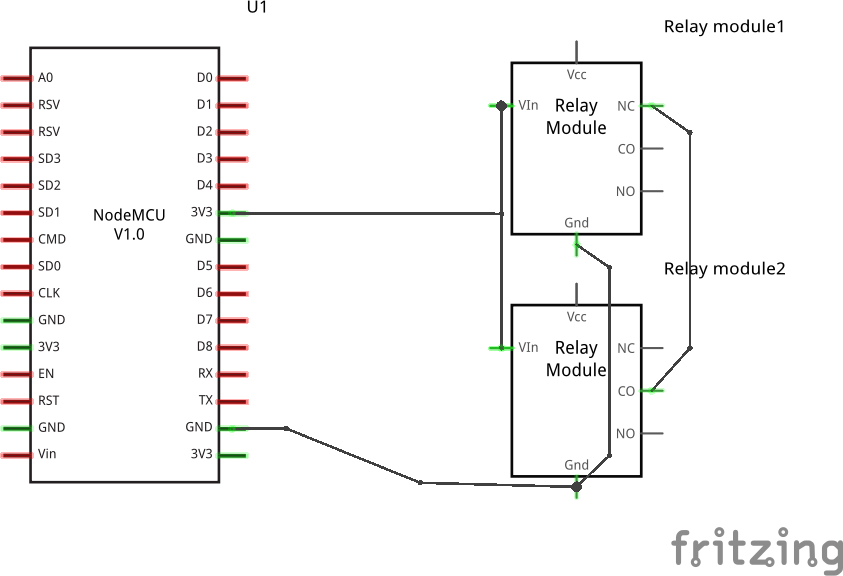 U1
A0
RSV
RSV
SD3
SD2
SD1
CMD
SD0
CLK
GND
3V3
EN
RST
GND
Vin
NodeMCU
V1.0
D0
D1
D2
D3
D4
3V3
GND
D5
D6
D7
D8
RX
TX
GND
3V3
Relay module1
Vcc
VIn
Relay
Module
NC
CO
NO
Gnd
Relay module2
Vcc
VIn
Relay
Module
NC
CO
NO
Gnd
fritzing